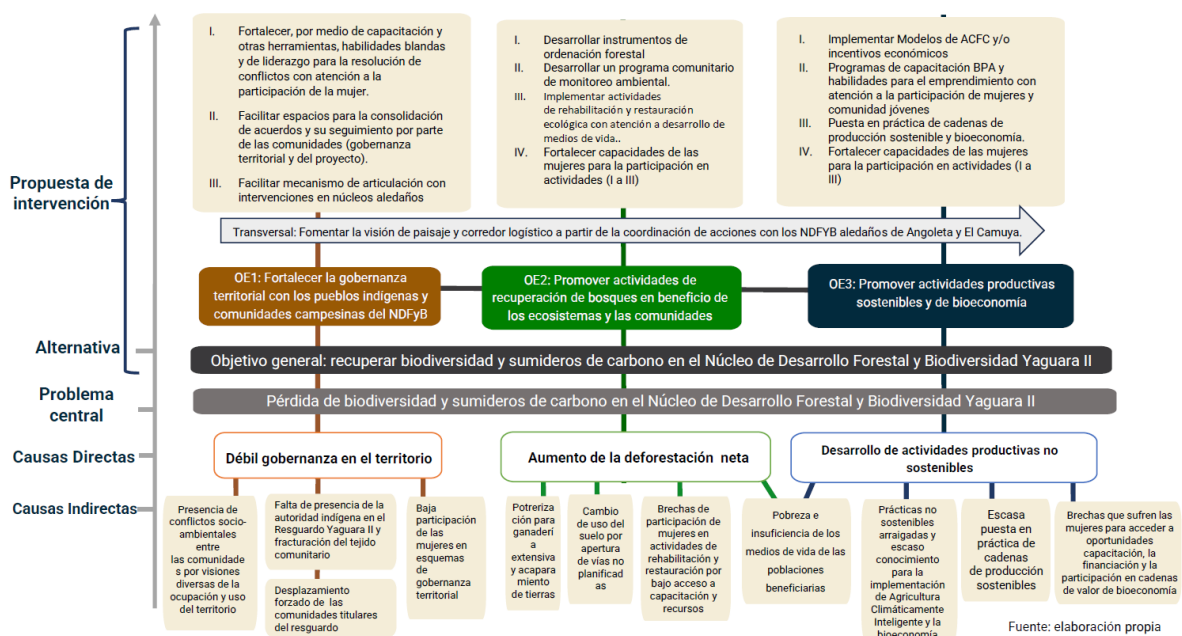 I. Fortalecer, por medio de capacitación y
otras herramientas, habilidades blandas
y de liderazgo para la resolución de
conflictos con atención a la
participación de la mujer.
II. Facilitar espacios para la consolidación
de acuerdos y su seguimiento por parte
de las comunidades (gobernanza
territorial y del proyecto).
III. Facilitar mecanismo de articulación con
intervenciones en núcleos aledaños
I. Desarrollar instrumentos de
ordenación forestal
II. Desarrollar un programa comunitario
de monitoreo ambiental.
III. Implementar actividades
de rehabilitación y restauración
ecológica con atención a desarrollo de
medios de vida..
IV. Fortalecer capacidades de las
mujeres para la participación en
actividades (I a III)
I. Implementar Modelos de ACFC y/o
incentivos económicos
II. Programas de capacitación BPA y
habilidades para el emprendimiento con
atención a la participación de mujeres y
comunidad jóvenes
III. Puesta en práctica de cadenas de
producción sostenible y bioeconomía.
IV. Fortalecer capacidades de las mujeres
para la participación en actividades (I a
III)
Propuesta de
intervención
Transversal: Fomentar la visión de paisaje y corredor logístico a partir de la coordinación de acciones con los NDFYB aledaños de Angoleta y El Camuya.
OE1: Fortalecer la gobernanza
territorial con los pueblos indígenas y
comunidades campesinas del NDFyB
OE2: Promover actividades de
recuperación de bosques en beneficio de
los ecosistemas y las comunidades
OE3: Promover actividades productivas
sostenibles y de bioeconomía
Alternativa
Objetivo general: recuperar biodiversidad y sumideros de carbono en el Núcleo de Desarrollo Forestal y Biodiversidad Yaguara II
Problema
central
Pérdida de biodiversidad y sumideros de carbono en el Núcleo de Desarrollo Forestal y Biodiversidad Yaguara II
Causas Directas
Débil gobernanza en el territorio
Aumento de la deforestación neta
Desarrollo de actividades productivas no
sostenibles
Causas Indirectas
Presencia de
conflictos socio-
ambientales
entre
las comunidade
s por visiones
diversas de la
ocupación y uso
del territorio
Falta de presencia de la
autoridad indígena en el
Resguardo Yaguara II y
fracturación del tejido
comunitario
Desplazamiento
forzado de las
comunidades titulares
del resguardo
Baja
participación
de las
mujeres en
esquemas
de
gobernanza
territorial
Potreriza
ción para
ganaderí
a
extensiva
y acapara
miento
de tierras
Cambio
de uso del
suelo por
apertura
de vías no
planificad
as
Brechas de
participación de
mujeres en
actividades de
rehabilitación y
restauración por
bajo acceso a
capacitación y
recursos
Pobreza e
insuficiencia de los
medios de vida de las
poblaciones
beneficiarias
Prácticas no
sostenibles
arraigadas y
escaso
conocimiento
para la
implementación
de Agricultura
Climáticamente
Inteligente y la
bioeconomía
Escasa
puesta en
práctica de
cadenas
de producción
sostenibles
Brechas que sufren las
mujeres para acceder a
oportunidades
capacitación, la
financiación y la
participación en cadenas
de valor de bioeconomía
Fuente: elaboración propia